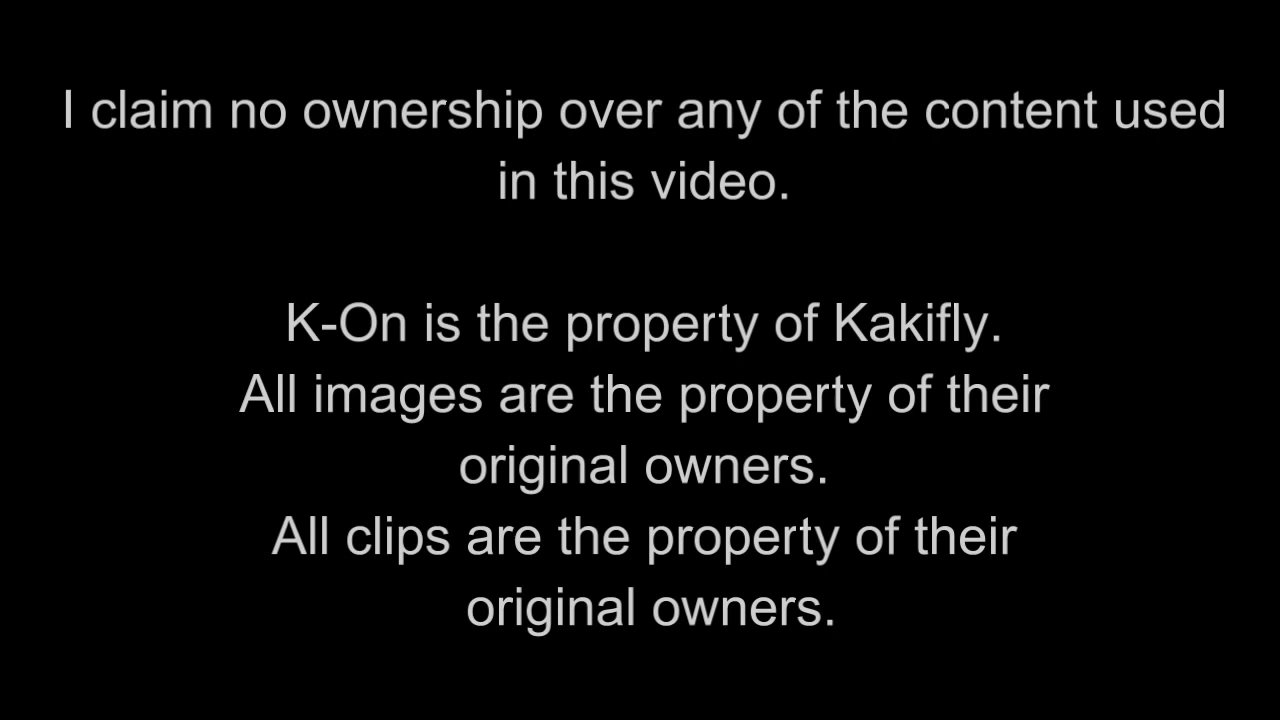 I claim no ownership over any of the content used
in this video.
K-On is the property of Kakifly.
All images are the property of their
original owners.
All clips are the property of their
original owners.